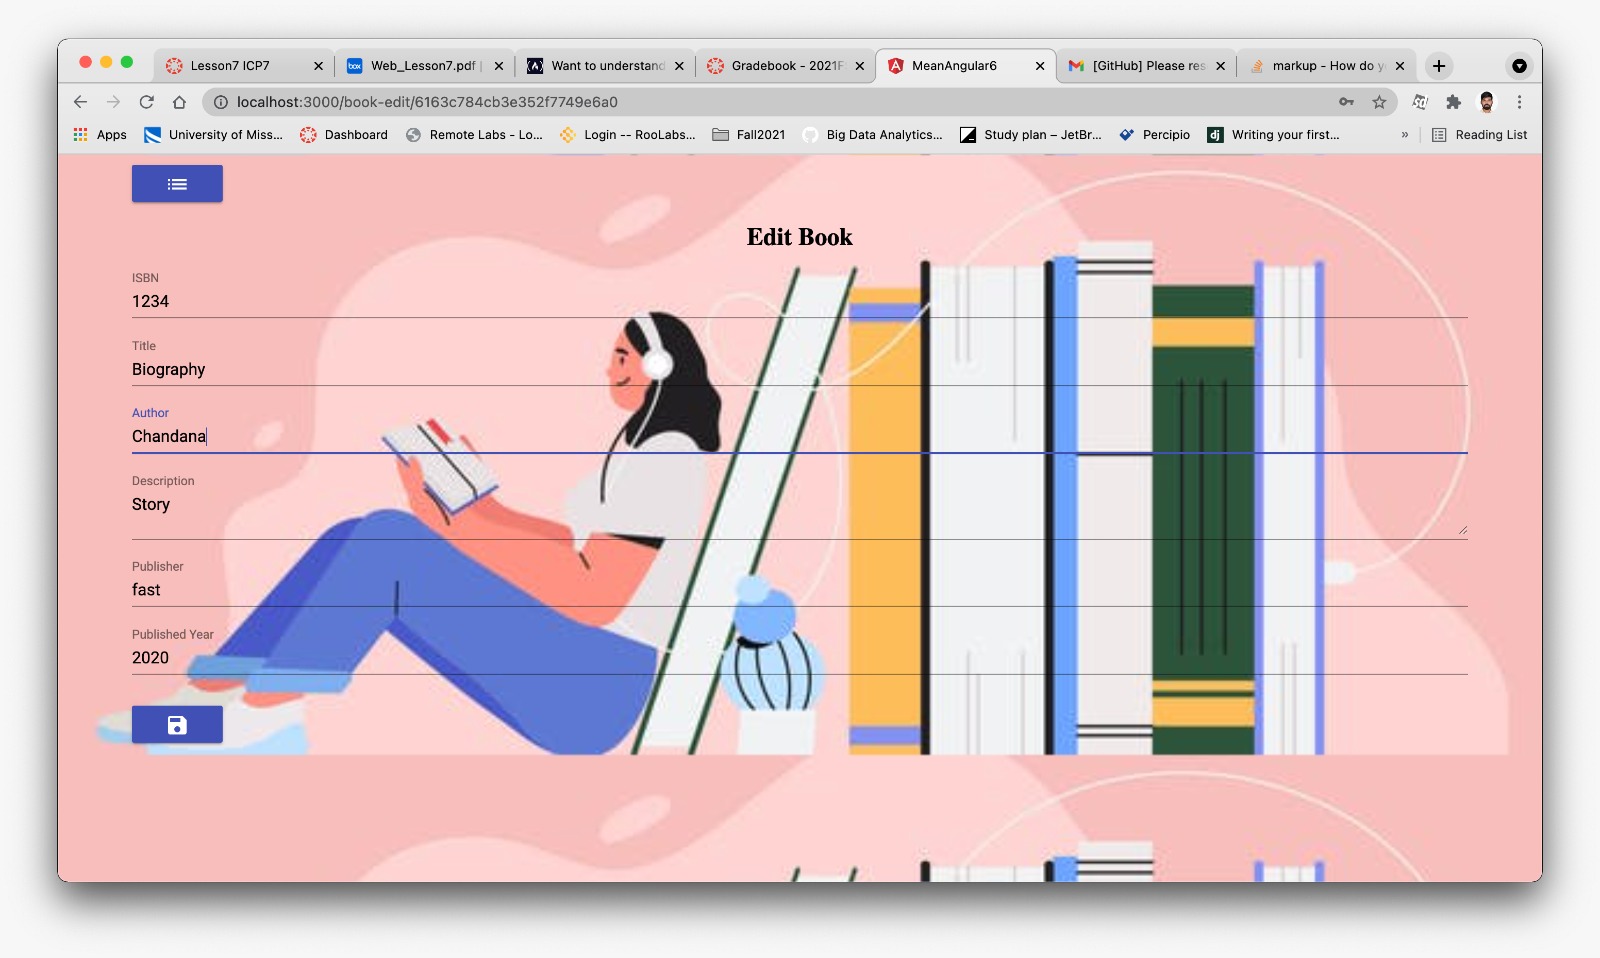 Lesson7 ICP7
Web_Lesson7.pdf |
Want to understand
Gradebook - 2021F
MeanAngular6
[GitHub] Please res
markup - How do y
localhost:3000/book-edit/6163c784cb3e352f7749e6a0
Apps
University of Miss...
Dashboard
Remote Labs - Lo...
Login -- RooLabs...
Fall2021
Big Data Analytics...
Study plan – JetBr...
Percipio
dj
Writing your first...
»
Reading List
Edit Book
ISBN
1234
Title
Biography
Author
Chandana
Description
Story
Publisher
fast
Published Year
2020